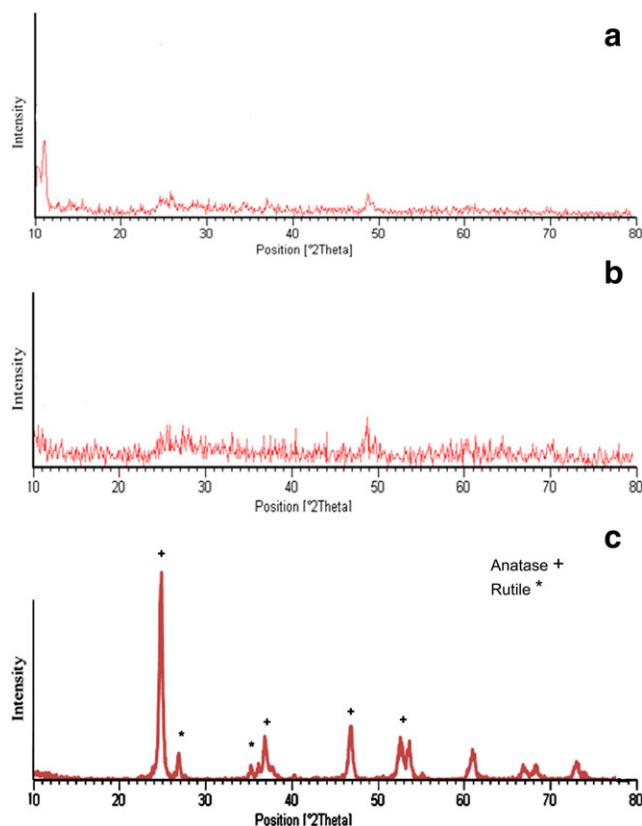 a
Intensity
10 20 30 40 50 60 70 80
Position [°2Theta]
b
Intensity
10 20 30 40 50 60 70 80
Position [°2Theta]
c
+
Anatase +
Rutile *
Intensity
*
*
+
+
+
10 20 30 40 50 60 70 80
Position [°2Theta]